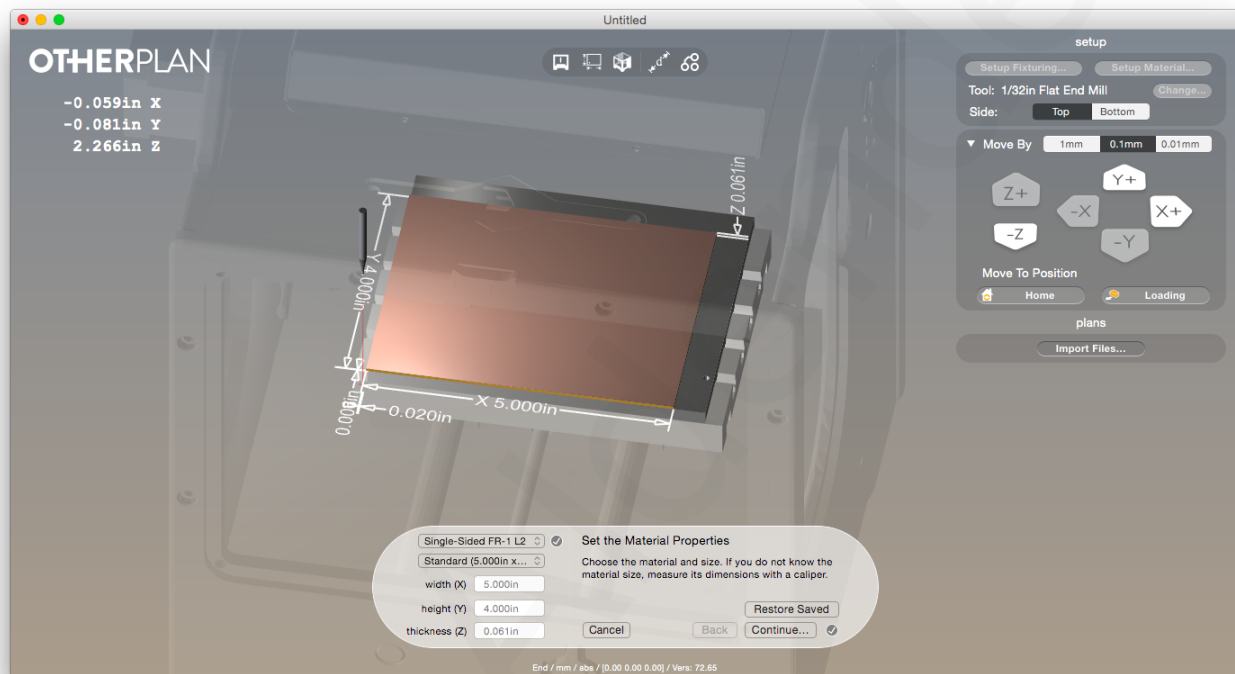 Untitled
OTHERPLAN
-0.059in X
-0.081in Y
2.266in Z
d
setup
Setup Fixturing...
Setup Material...
Tool: 1/32in Flat End Mill
Change...
Side:
Top
Bottom
Move By
1mm
0.1mm
0.01mm
Z+
-Z
Y+
-X
X+
-Y
Move To Position
Home
Loading
plans
Import Files...
Z 0.061in
Y 4.000in
X 5.000in
0.020in
Single-Sided FR-1 L2
Standard (5.000in x...
width (X)
5.000in
height (Y)
4.000in
thickness (Z)
0.061in
Set the Material Properties
Choose the material and size. If you do not know the
material size, measure its dimensions with a caliper.
Restore Saved
Cancel
Back
Continue...
End / mm / abs / [0.00 0.00 0.00] / Vers: 72.65